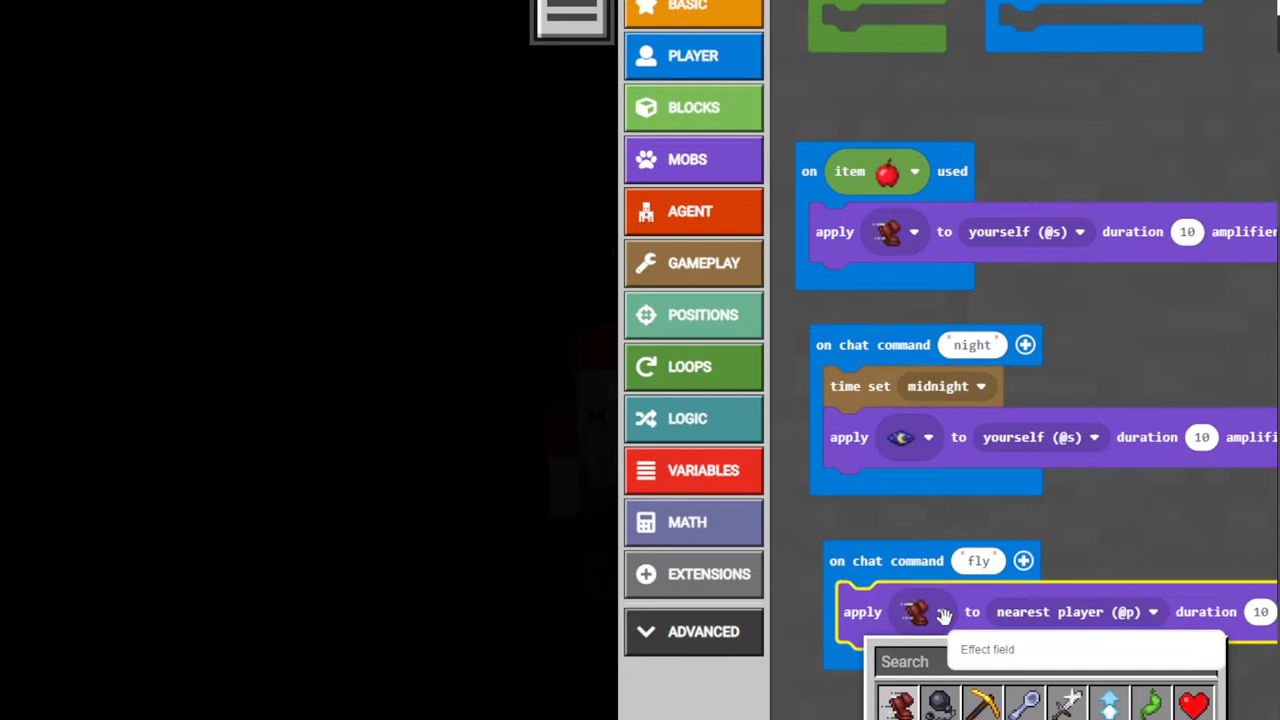 BASIC
PLAYER
BLOCKS
MOBS
AGENT
GAMEPLAY
POSITIONS
LOOPS
LOGIC
VARIABLES
MATH
EXTENSIONS
ADVANCED
on item used
apply to yourself (@s) duration 10 amplifier
on chat command "night"
time set midnight
apply to yourself (@s) duration 10 amplifi
on chat command "fly"
apply to nearest player (@p) duration 10
Search
Effect field